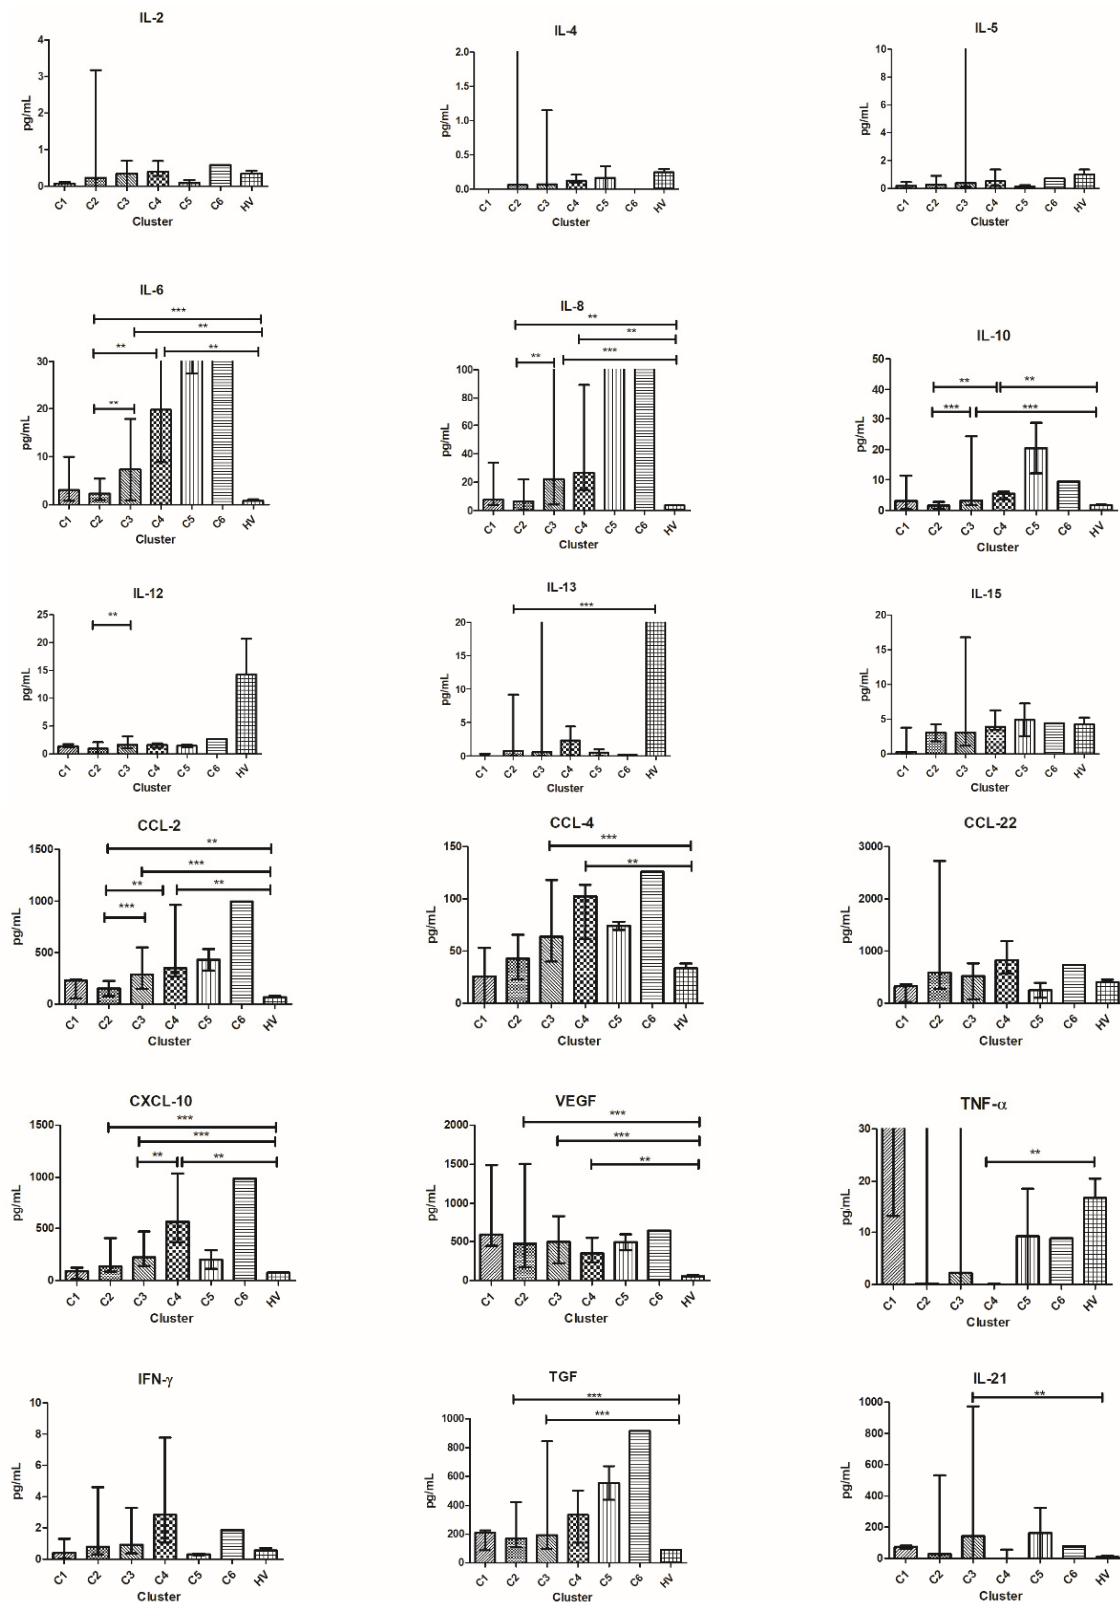 IL-2
4
3
2
1
0
pg/mL
C1 C2 C3 C4 C5 C6 HV
Cluster
IL-4
2.0
1.5
1.0
0.5
0.0
pg/mL
C1 C2 C3 C4 C5 C6 HV
Cluster
IL-5
10
8
6
4
2
0
pg/mL
C1 C2 C3 C4 C5 C6 HV
Cluster
IL-6
***
**
** **
**
30
20
10
0
pg/mL
C1 C2 C3 C4 C5 C6 HV
Cluster
IL-8
**
**
** ***
100
80
60
40
20
0
pg/mL
C1 C2 C3 C4 C5 C6 HV
Cluster
IL-10
** **
*** ***
50
40
30
20
10
0
pg/mL
C1 C2 C3 C4 C5 C6 HV
Cluster
IL-12
**
25
20
15
10
5
0
pg/mL
C1 C2 C3 C4 C5 C6 HV
Cluster
IL-13
***
20
15
10
5
0
pg/mL
C1 C2 C3 C4 C5 C6 HV
Cluster
IL-15
20
15
10
5
0
pg/mL
C1 C2 C3 C4 C5 C6 HV
Cluster
CCL-2
**
***
** **
***
1500
1000
500
0
pg/mL
C1 C2 C3 C4 C5 C6 HV
Cluster
CCL-4
***
**
150
100
50
0
pg/mL
C1 C2 C3 C4 C5 C6 HV
Cluster
CCL-22
3000
2000
1000
0
pg/mL
C1 C2 C3 C4 C5 C6 HV
Cluster
CXCL-10
***
***
** **
1500
1000
500
0
pg/mL
C1 C2 C3 C4 C5 C6 HV
Cluster
VEGF
***
***
**
2000
1500
1000
500
0
pg/mL
C1 C2 C3 C4 C5 C6 HV
Cluster
TNF-α
**
30
20
10
0
pg/mL
C1 C2 C3 C4 C5 C6 HV
Cluster
IFN-γ
10
8
6
4
2
0
pg/mL
C1 C2 C3 C4 C5 C6 HV
Cluster
TGF
***
***
1000
800
600
400
200
0
pg/mL
C1 C2 C3 C4 C5 C6 HV
Cluster
IL-21
**
1000
800
600
400
200
0
pg/mL
C1 C2 C3 C4 C5 C6 HV
Cluster